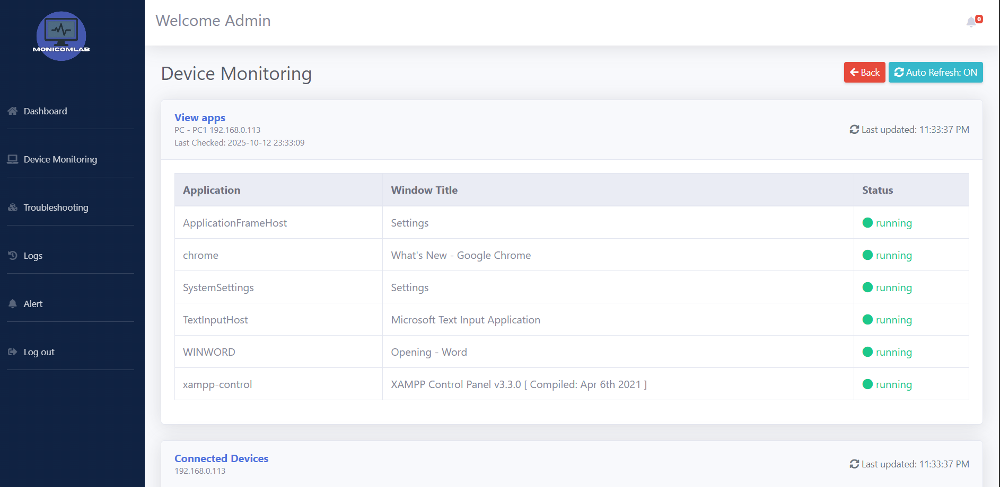 MONICOMLAB
Welcome Admin
0
Dashboard
Device Monitoring
Troubleshooting
Logs
Alert
Log out
Device Monitoring
Back
Auto Refresh: ON
View apps
PC - PC1 192.168.0.113
Last Checked: 2025-10-12 23:33:09
Last updated: 11:33:37 PM
Application Window Title Status
ApplicationFrameHost Settings running
chrome What's New - Google Chrome running
SystemSettings Settings running
TextInputHost Microsoft Text Input Application running
WINWORD Opening - Word running
xampp-control XAMPP Control Panel v3.3.0 [ Compiled: Apr 6th 2021 ] running
Connected Devices
192.168.0.113
Last updated: 11:33:37 PM